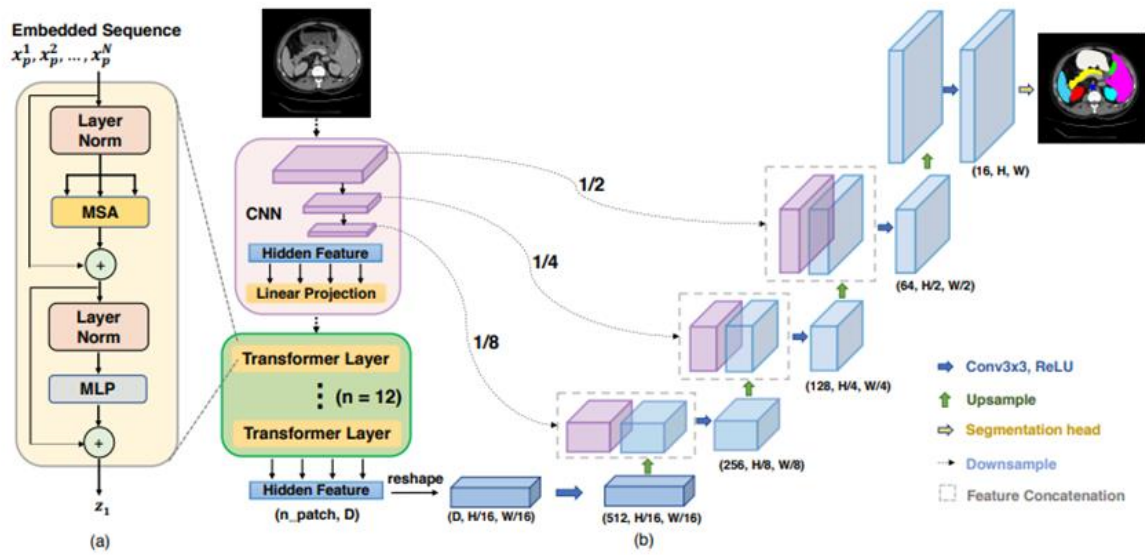 Embedded Sequence
x_p^1, x_p^2, ..., x_p^N
Layer
Norm
MSA
+
Layer
Norm
MLP
+
z_1
(a)
CNN
Hidden Feature
Linear Projection
Transformer Layer
(n = 12)
Transformer Layer
Hidden Feature
(n_patch, D)
reshape
(D, H/16, W/16)
(512, H/16, W/16)
(b)
1/2
1/4
1/8
(256, H/8, W/8)
(128, H/4, W/4)
(64, H/2, W/2)
(16, H, W)
Conv3x3, ReLU
Upsample
Segmentation head
Downsample
Feature Concatenation